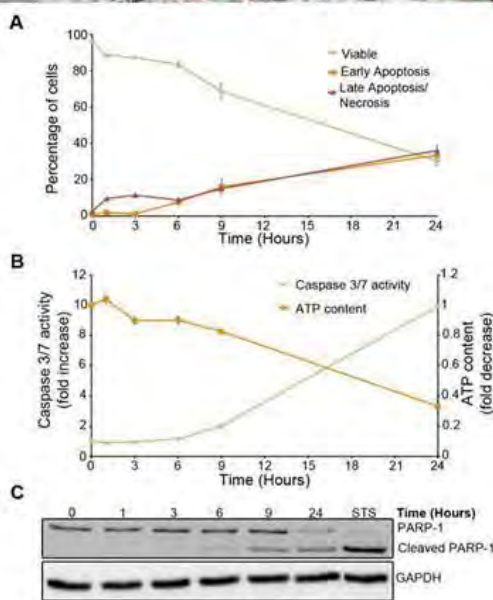 A
100
80
60
40
20
0
Percentage of cells
Viable
Early Apoptosis
Late Apoptosis/
Necrosis
0 3 6 9 12 15 18 21 24
Time (Hours)
B
12
10
8
6
4
2
0
Caspase 3/7 activity
(fold increase)
Caspase 3/7 activity
ATP content
1.2
1
0.8
0.6
0.4
0.2
0
ATP content
(fold decrease)
0 3 6 9 12 15 18 21 24
Time (Hours)
C
0 1 3 6 9 24 STS Time (Hours)
PARP-1
Cleaved PARP-1
GAPDH